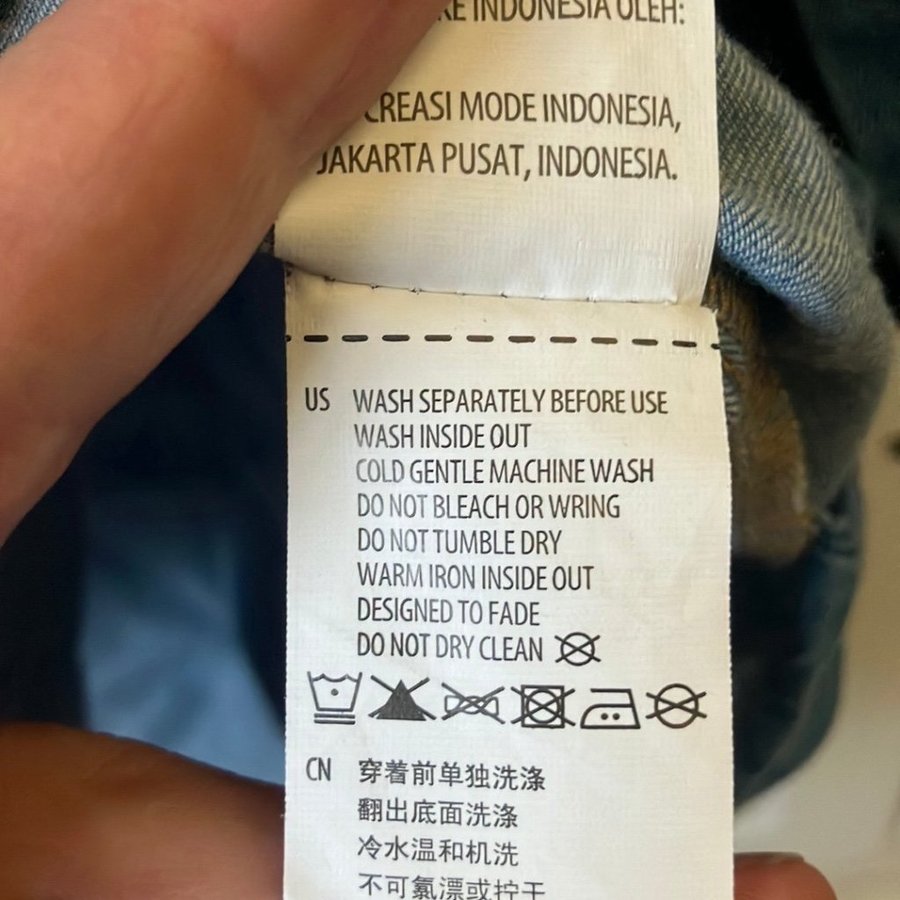 INDONESIA OLEH:
CREASI MODE INDONESIA,
JAKARTA PUSAT, INDONESIA.
US WASH SEPARATELY BEFORE USE
WASH INSIDE OUT
COLD GENTLE MACHINE WASH
DO NOT BLEACH OR WRING
DO NOT TUMBLE DRY
WARM IRON INSIDE OUT
DESIGNED TO FADE
DO NOT DRY CLEAN
CN 穿着前单独洗涤
翻出底面洗涤
冷水温和机洗
不可氯漂或拧干